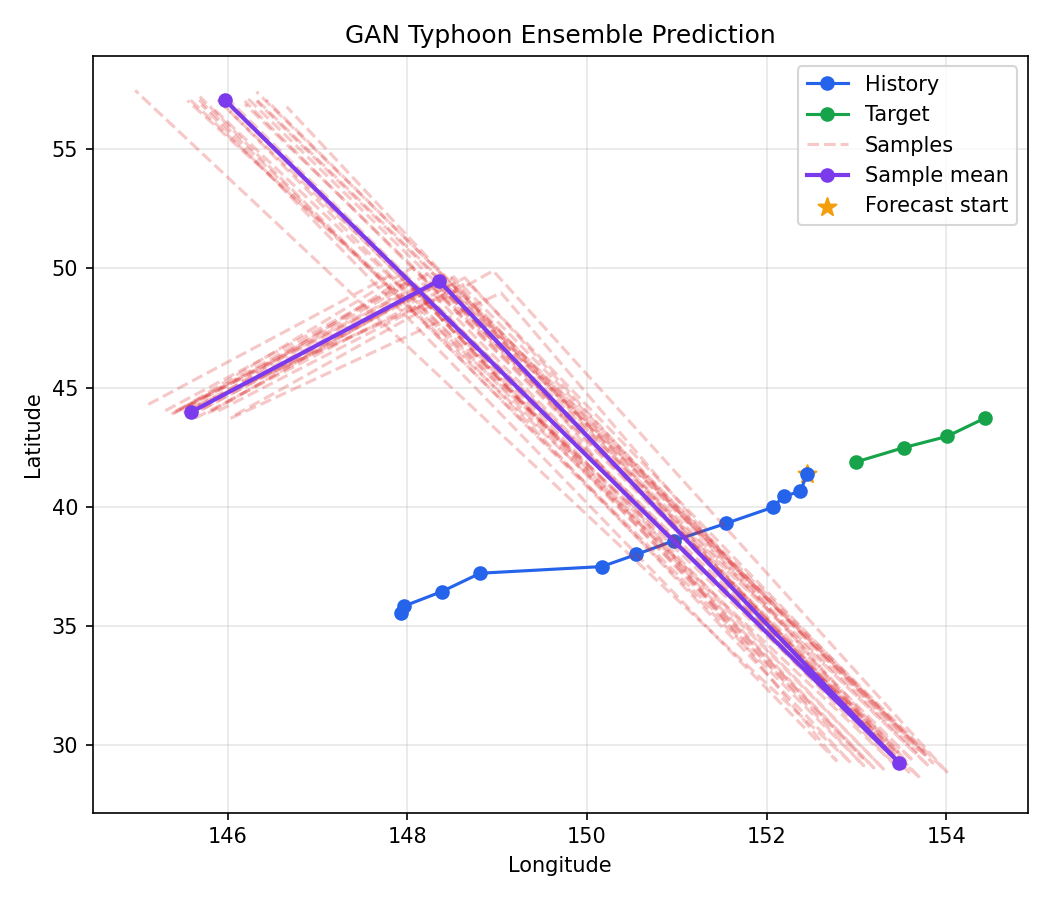 GAN Typhoon Ensemble Prediction
History
Target
Samples
Sample mean
Forecast start
55
50
45
40
35
30
Latitude
146 148 150 152 154
Longitude